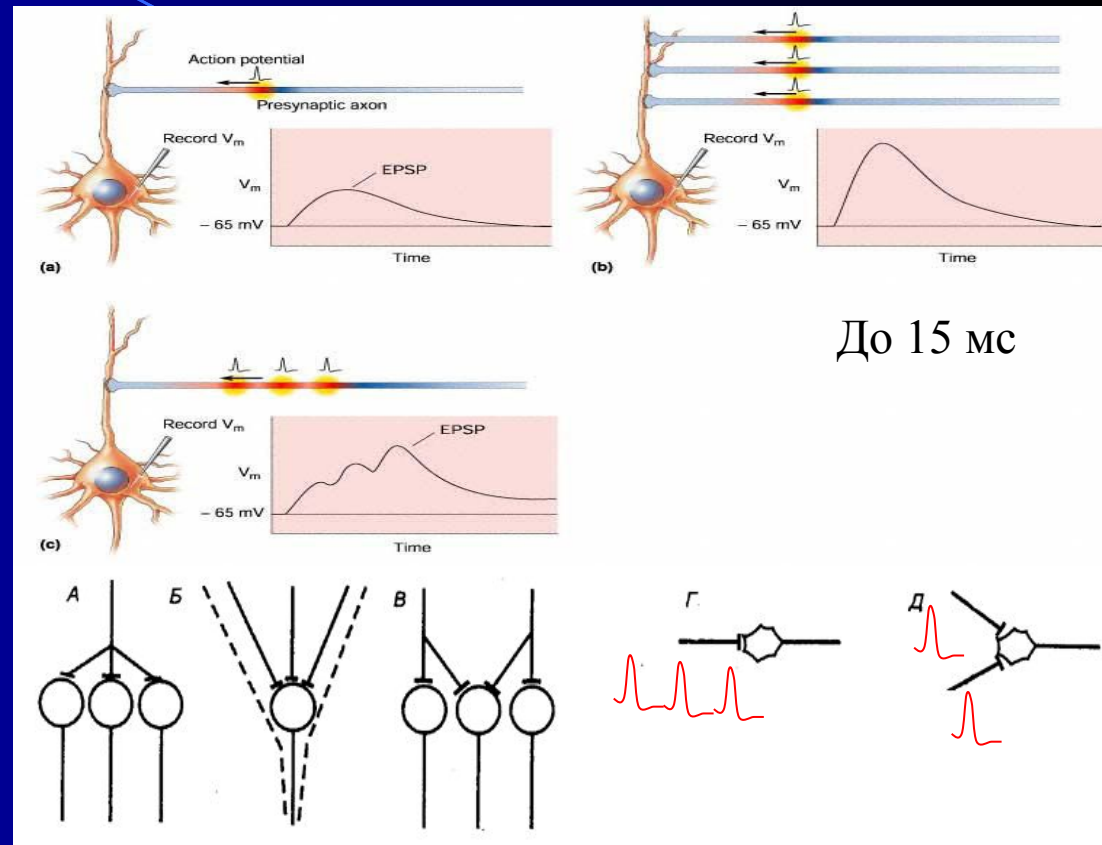 Action potential
Presynaptic axon
Record Vm
EPSP
Vm
– 65 mV
Time
(a)
Record Vm
Vm
– 65 mV
Time
(b)
До 15 мс
Record Vm
EPSP
Vm
– 65 mV
Time
(c)
А Б В Г Д